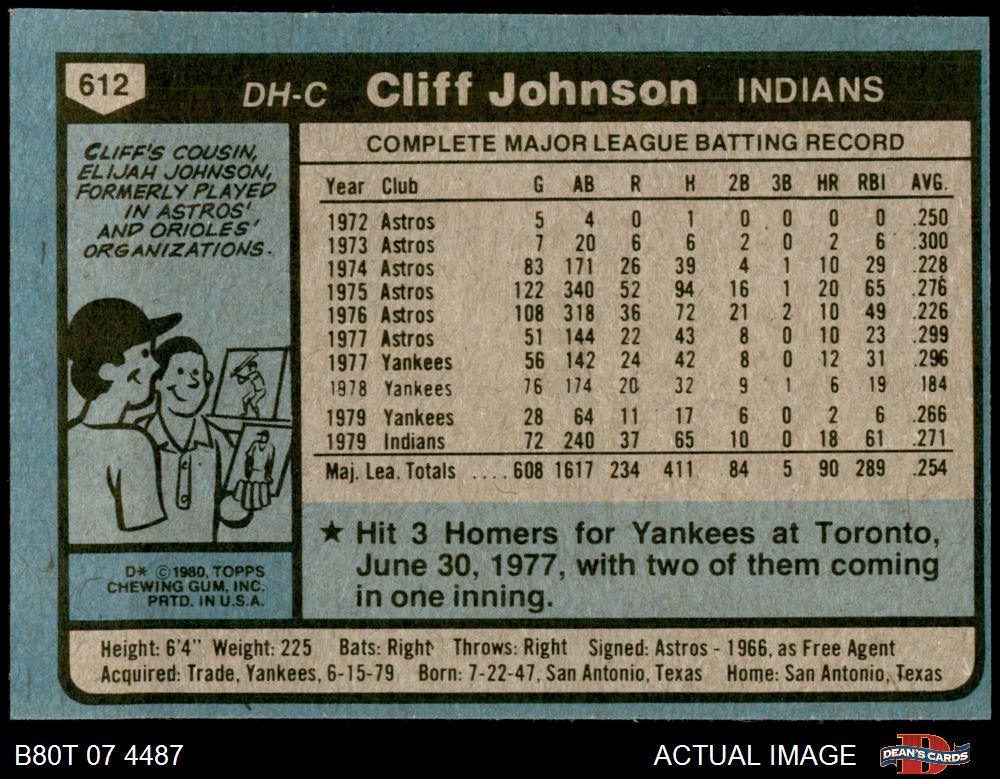 612
DH-C Cliff Johnson INDIANS
CLIFF'S COUSIN,
ELIJAH JOHNSON,
FORMERLY PLAYED
IN ASTROS'
AND ORIOLES'
ORGANIZATIONS.
COMPLETE MAJOR LEAGUE BATTING RECORD
Year Club G AB R H 2B 3B HR RBI AVG.
1972 Astros 5 4 0 1 0 0 0 0 .250
1973 Astros 7 20 6 6 2 0 2 6 .300
1974 Astros 83 171 26 39 4 1 10 29 .228
1975 Astros 122 340 52 94 16 1 20 65 .276
1976 Astros 108 318 36 72 21 2 10 49 .226
1977 Astros 51 144 22 43 8 0 10 23 .299
1977 Yankees 56 142 24 42 8 0 12 31 .296
1978 Yankees 76 174 20 32 9 1 6 19 184
1979 Yankees 28 64 11 17 6 0 2 6 .266
1979 Indians 72 240 37 65 10 0 18 61 .271
Maj. Lea. Totals .... 608 1617 234 411 84 5 90 289 .254
★ Hit 3 Homers for Yankees at Toronto,
June 30, 1977, with two of them coming
in one inning.
D* © 1980, TOPPS
CHEWING GUM, INC.
PRTD. IN U.S.A.
Height: 6'4" Weight: 225 Bats: Right Throws: Right Signed: Astros - 1966, as Free Agent
Acquired: Trade, Yankees, 6-15-79 Born: 7-22-47, San Antonio, Texas Home: San Antonio, Texas
B80T 07 4487 ACTUAL IMAGE DEAN'S CARDS